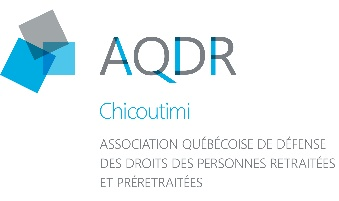 AQDR
Chicoutimi
ASSOCIATION QUÉBÉCOISE DE DÉFENSE
DES DROITS DES PERSONNES RETRAITÉES
ET PRÉRETRAITÉES